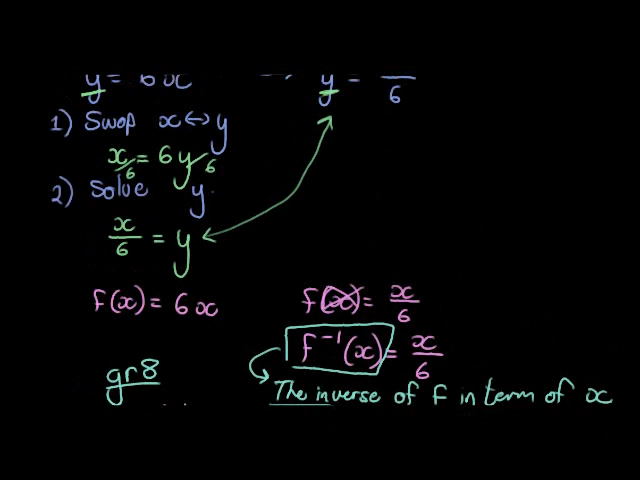 y = 6x → y = /6
1) Swop x ↔ y
x/6 = 6y/6
2) Solve y
x/6 = y
f(x) = 6x f(x) = x/6
f⁻¹(x) = x/6
gr8
The inverse of f in term of x